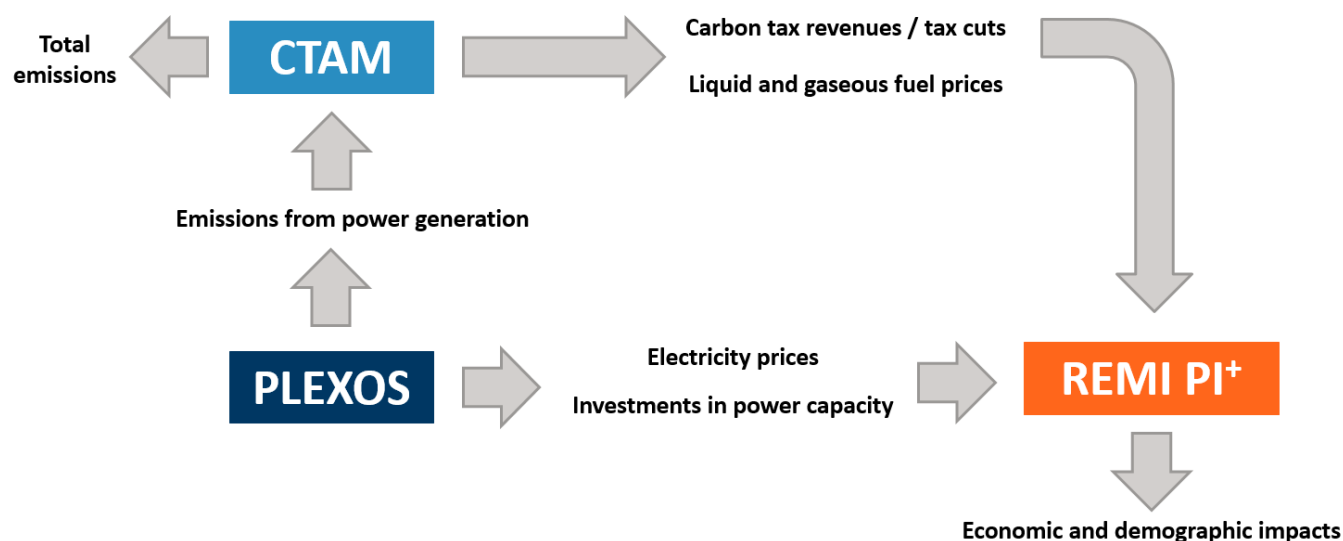 Total
emissions
CTAM
Carbon tax revenues / tax cuts
Liquid and gaseous fuel prices
Emissions from power generation
PLEXOS
Electricity prices
Investments in power capacity
REMI PI⁺
Economic and demographic impacts